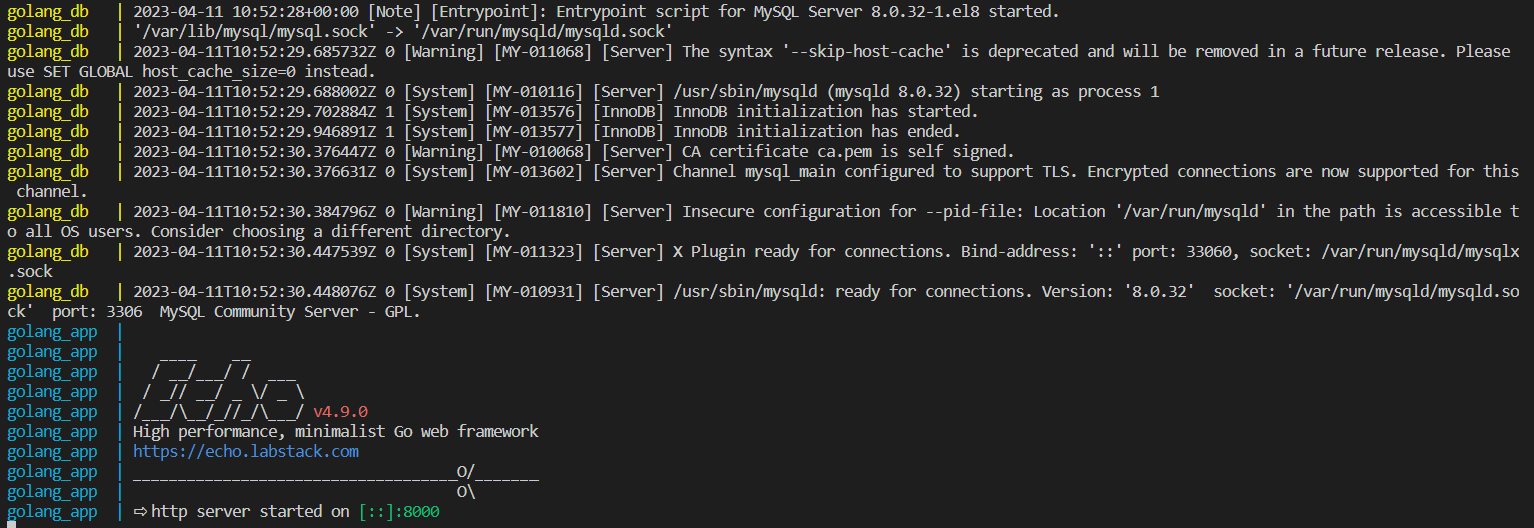 golang_db   | 2023-04-11 10:52:28+00:00 [Note] [Entrypoint]: Entrypoint script for MySQL Server 8.0.32-1.el8 started.
golang_db   | '/var/lib/mysql/mysql.sock' -> '/var/run/mysqld/mysqld.sock'
golang_db   | 2023-04-11T10:52:29.685732Z 0 [Warning] [MY-011068] [Server] The syntax '--skip-host-cache' is deprecated and will be removed in a future release. Please
use SET GLOBAL host_cache_size=0 instead.
golang_db   | 2023-04-11T10:52:29.688002Z 0 [System] [MY-010116] [Server] /usr/sbin/mysqld (mysqld 8.0.32) starting as process 1
golang_db   | 2023-04-11T10:52:29.702884Z 1 [System] [MY-013576] [InnoDB] InnoDB initialization has started.
golang_db   | 2023-04-11T10:52:29.946891Z 1 [System] [MY-013577] [InnoDB] InnoDB initialization has ended.
golang_db   | 2023-04-11T10:52:30.376447Z 0 [Warning] [MY-010068] [Server] CA certificate ca.pem is self signed.
golang_db   | 2023-04-11T10:52:30.376631Z 0 [System] [MY-013602] [Server] Channel mysql_main configured to support TLS. Encrypted connections are now supported for this
 channel.
golang_db   | 2023-04-11T10:52:30.384796Z 0 [Warning] [MY-011810] [Server] Insecure configuration for --pid-file: Location '/var/run/mysqld' in the path is accessible t
o all OS users. Consider choosing a different directory.
golang_db   | 2023-04-11T10:52:30.447539Z 0 [System] [MY-011323] [Server] X Plugin ready for connections. Bind-address: '::' port: 33060, socket: /var/run/mysqld/mysqlx
.sock
golang_db   | 2023-04-11T10:52:30.448076Z 0 [System] [MY-010931] [Server] /usr/sbin/mysqld: ready for connections. Version: '8.0.32'  socket: '/var/run/mysqld/mysqld.so
ck'  port: 3306  MySQL Community Server - GPL.
golang_app  |
golang_app  |    ____    __
golang_app  |   / __/___/ /  ___
golang_app  |  / _// __/ _ \/ _ \
golang_app  | /___/\__/_//_/\___/ v4.9.0
golang_app  | High performance, minimalist Go web framework
golang_app  | https://echo.labstack.com
golang_app  | ____________________________________O/_______
golang_app  |                                     O\
golang_app  | ⇨ http server started on [::]:8000